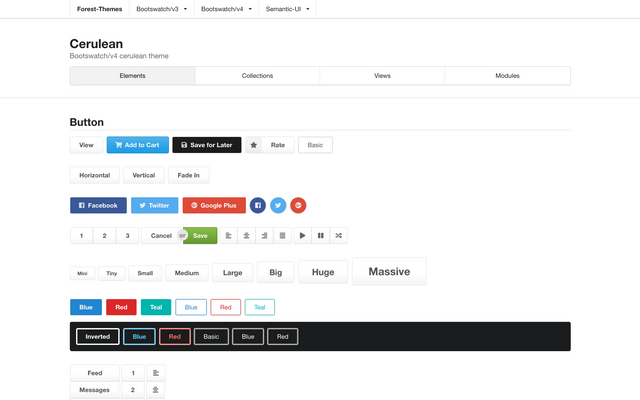 Forest-Themes Bootswatch/v3 Bootswatch/v4 Semantic-UI
Cerulean
Bootswatch/v4 cerulean theme
Elements Collections Views Modules
Button
View Add to Cart Save for Later Rate Basic
Horizontal Vertical Fade In
Facebook Twitter Google Plus
1 2 3 Cancel or Save
Mini Tiny Small Medium Large Big Huge Massive
Blue Red Teal Blue Red Teal
Inverted Blue Red Basic Blue Red
Feed 1
Messages 2